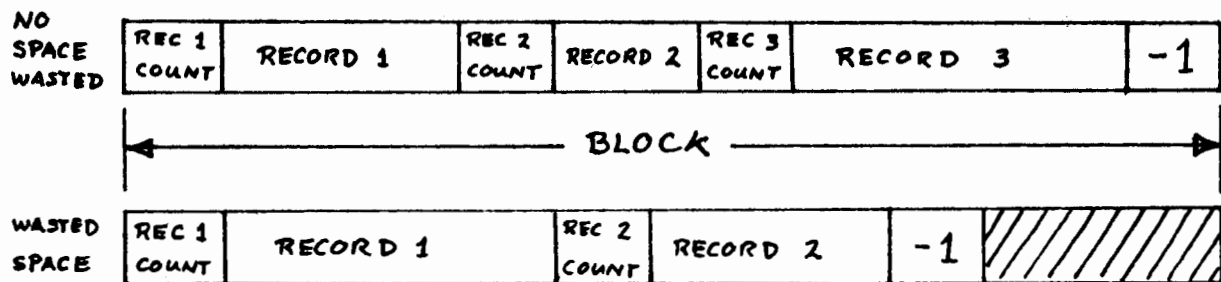 NO
SPACE
WASTED
REC 1
COUNT
RECORD 1
REC 2
COUNT
RECORD 2
REC 3
COUNT
RECORD 3
-1
BLOCK
WASTED
SPACE
REC 1
COUNT
RECORD 1
REC 2
COUNT
RECORD 2
-1